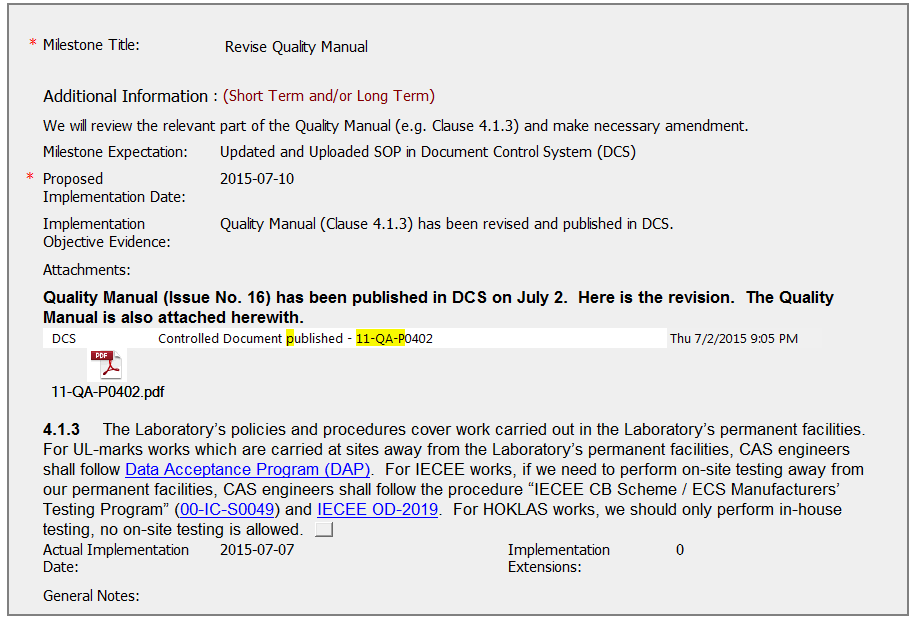 * Milestone Title: Revise Quality Manual
Additional Information : (Short Term and/or Long Term)
We will review the relevant part of the Quality Manual (e.g. Clause 4.1.3) and make necessary amendment.
Milestone Expectation: Updated and Uploaded SOP in Document Control System (DCS)
* Proposed 2015-07-10
Implementation Date:
Implementation Quality Manual (Clause 4.1.3) has been revised and published in DCS.
Objective Evidence:
Attachments:
Quality Manual (Issue No. 16) has been published in DCS on July 2.  Here is the revision.  The Quality
Manual is also attached herewith.
DCS Controlled Document published - 11-QA-P0402 Thu 7/2/2015 9:05 PM
PDF
11-QA-P0402.pdf
4.1.3 The Laboratory's policies and procedures cover work carried out in the Laboratory's permanent facilities.
For UL-marks works which are carried at sites away from the Laboratory's permanent facilities, CAS engineers
shall follow Data Acceptance Program (DAP).  For IECEE works, if we need to perform on-site testing away from
our permanent facilities, CAS engineers shall follow the procedure “IECEE CB Scheme / ECS Manufacturers’
Testing Program” (00-IC-S0049) and IECEE OD-2019.  For HOKLAS works, we should only perform in-house
testing, no on-site testing is allowed.
Actual Implementation 2015-07-07 Implementation 0
Date: Extensions:
General Notes: